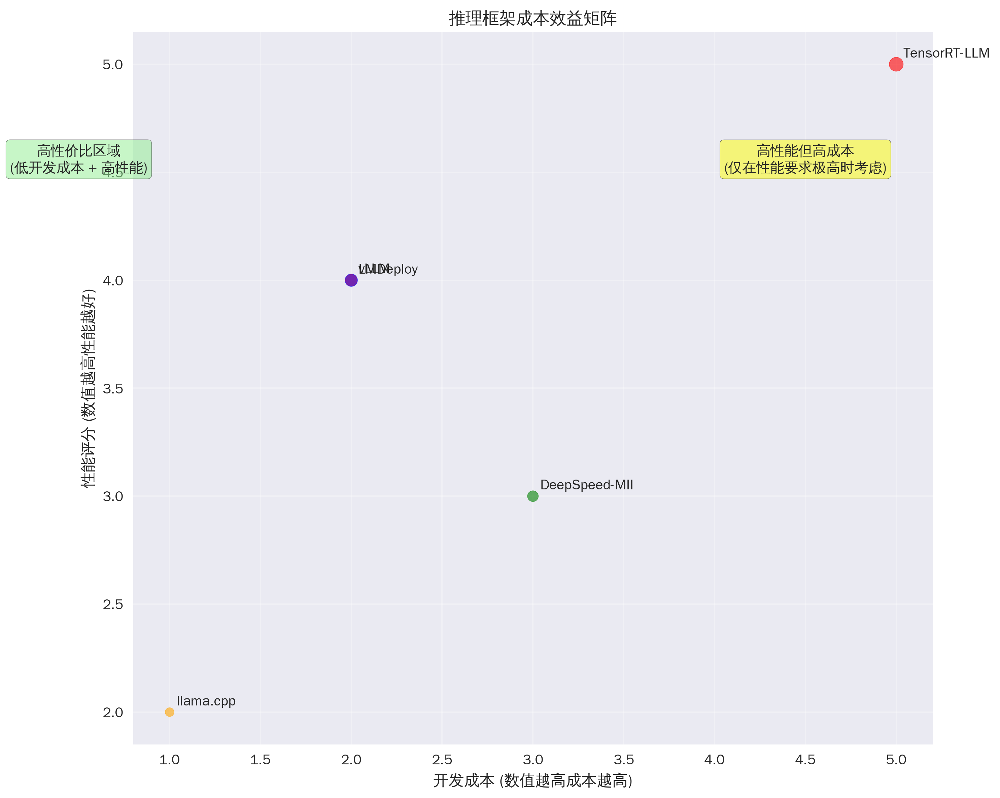 推理框架成本效益矩阵
5.0
TensorRT-LLM
高性价比区域
(低开发成本 + 高性能)
高性能但高成本
(仅在性能要求极高时考虑)
4.5
vLLM
LMDeploy
4.0
性能评分 (数值越高性能越好)
3.5
DeepSpeed-MII
3.0
2.5
llama.cpp
2.0
1.0 1.5 2.0 2.5 3.0 3.5 4.0 4.5 5.0
开发成本 (数值越高成本越高)